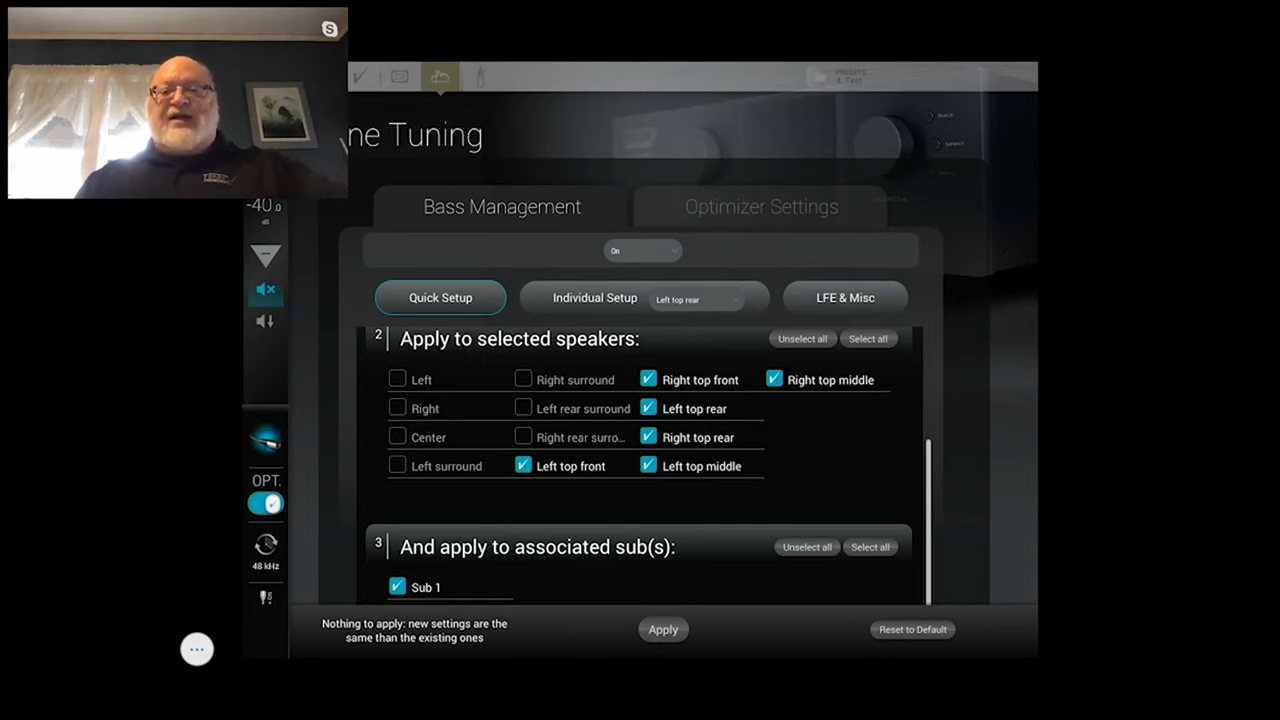 PRESETS
4. Test
ne Tuning
-40.0
dB
Bass Management
Optimizer Settings
On
Quick Setup
Individual Setup
Left top rear
LFE & Misc
2
Apply to selected speakers:
Unselect all
Select all
Left
Right surround
Right top front
Right top middle
Right
Left rear surround
Left top rear
Center
Right rear surro...
Right top rear
Left surround
Left top front
Left top middle
OPT.
3
And apply to associated sub(s):
Unselect all
Select all
48 kHz
Sub 1
Nothing to apply: new settings are the
same than the existing ones
Apply
Reset to Default